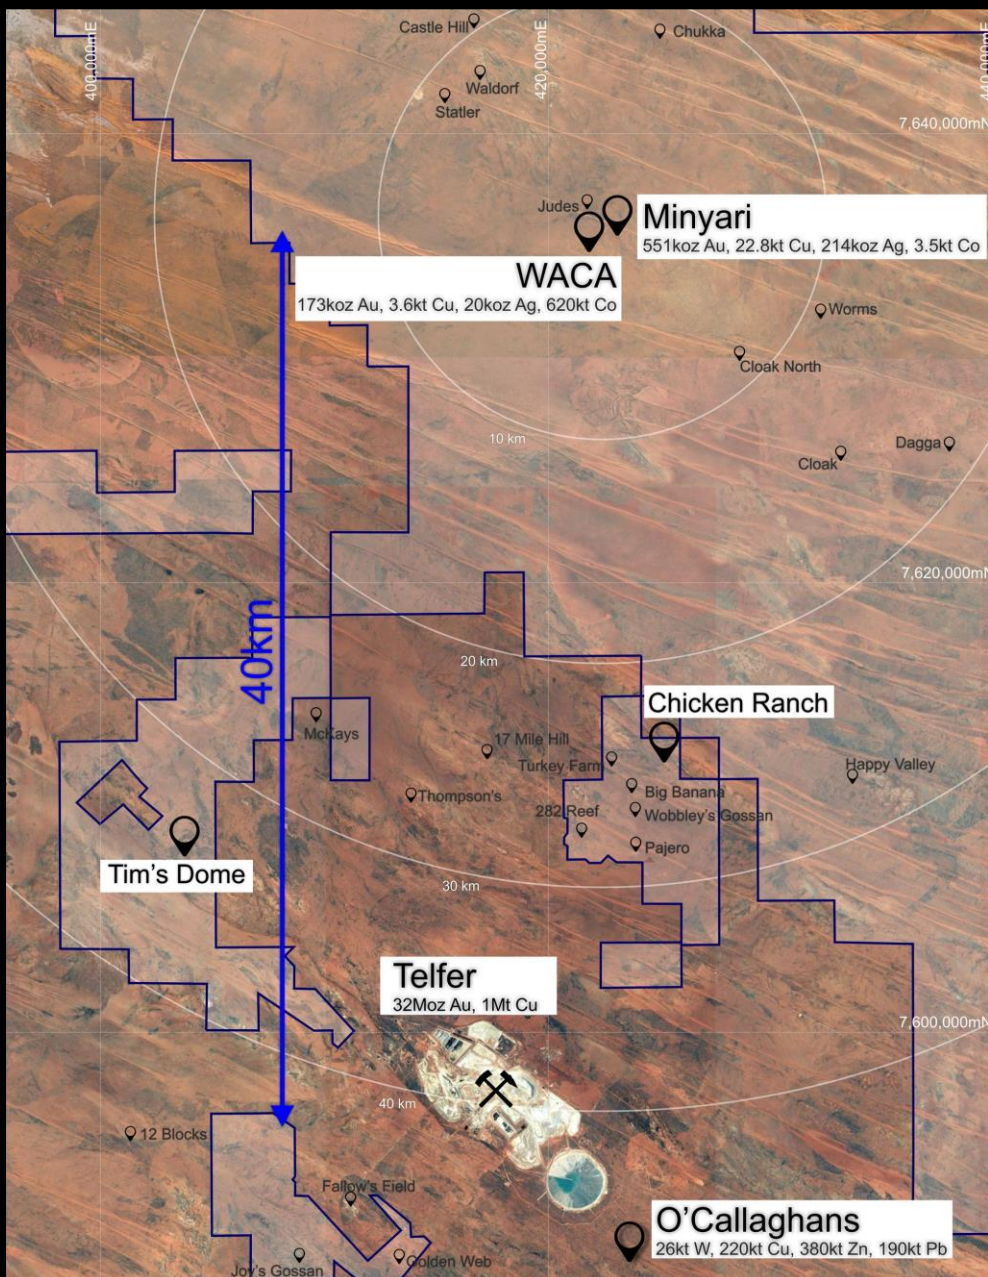 400,000mE
Castle Hill
420,000mE
Chukka
440,000mE
Waldorf
Statler
7,640,000mN
Judes
Minyari
551koz Au, 22.8kt Cu, 214koz Ag, 3.5kt Co
WACA
173koz Au, 3.6kt Cu, 20koz Ag, 620kt Co
Worms
Cloak North
10 km
Dagga
Cloak
7,620,000mN
40km
20 km
Chicken Ranch
McKays
17 Mile Hill
Turkey Farm
Happy Valley
Big Banana
Thompson's
282 Reef
Wobbley's Gossan
Pajero
Tim's Dome
30 km
Telfer
32Moz Au, 1Mt Cu
7,600,000mN
40 km
12 Blocks
Fallow's Field
O'Callaghans
26kt W, 220kt Cu, 380kt Zn, 190kt Pb
Joy's Gossan
Golden Web